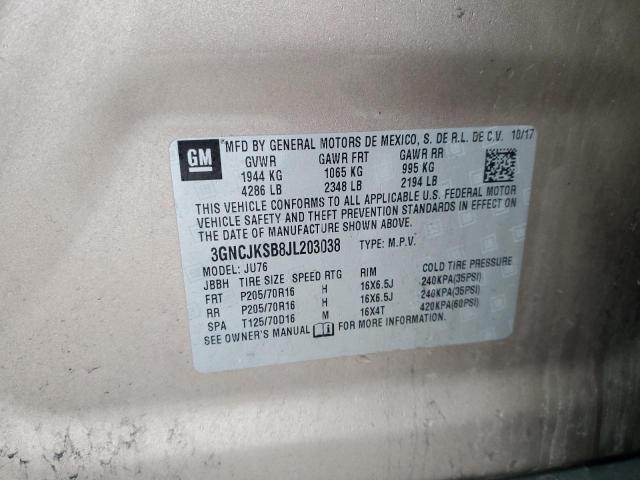 GM
MFD BY GENERAL MOTORS DE MEXICO, S. DE R.L. DE C.V. 10/17
GVWR GAWR FRT GAWR RR
1944 KG 1065 KG 995 KG
4286 LB 2348 LB 2194 LB
THIS VEHICLE CONFORMS TO ALL APPLICABLE U.S. FEDERAL MOTOR
VEHICLE SAFETY AND THEFT PREVENTION STANDARDS IN EFFECT ON
THE DATE OF MANUFACTURE SHOWN ABOVE.
3GNCJKSB8JL203038 TYPE: M.P.V.
MODEL: JU76
JBBH TIRE SIZE SPEED RTG RIM COLD TIRE PRESSURE
FRT P205/70R16 H 16X6.5J 240KPA(35PSI)
RR P205/70R16 H 16X6.5J 240KPA(35PSI)
SPA T125/70D16 M 16X4T 420KPA(60PSI)
SEE OWNER'S MANUAL FOR MORE INFORMATION.